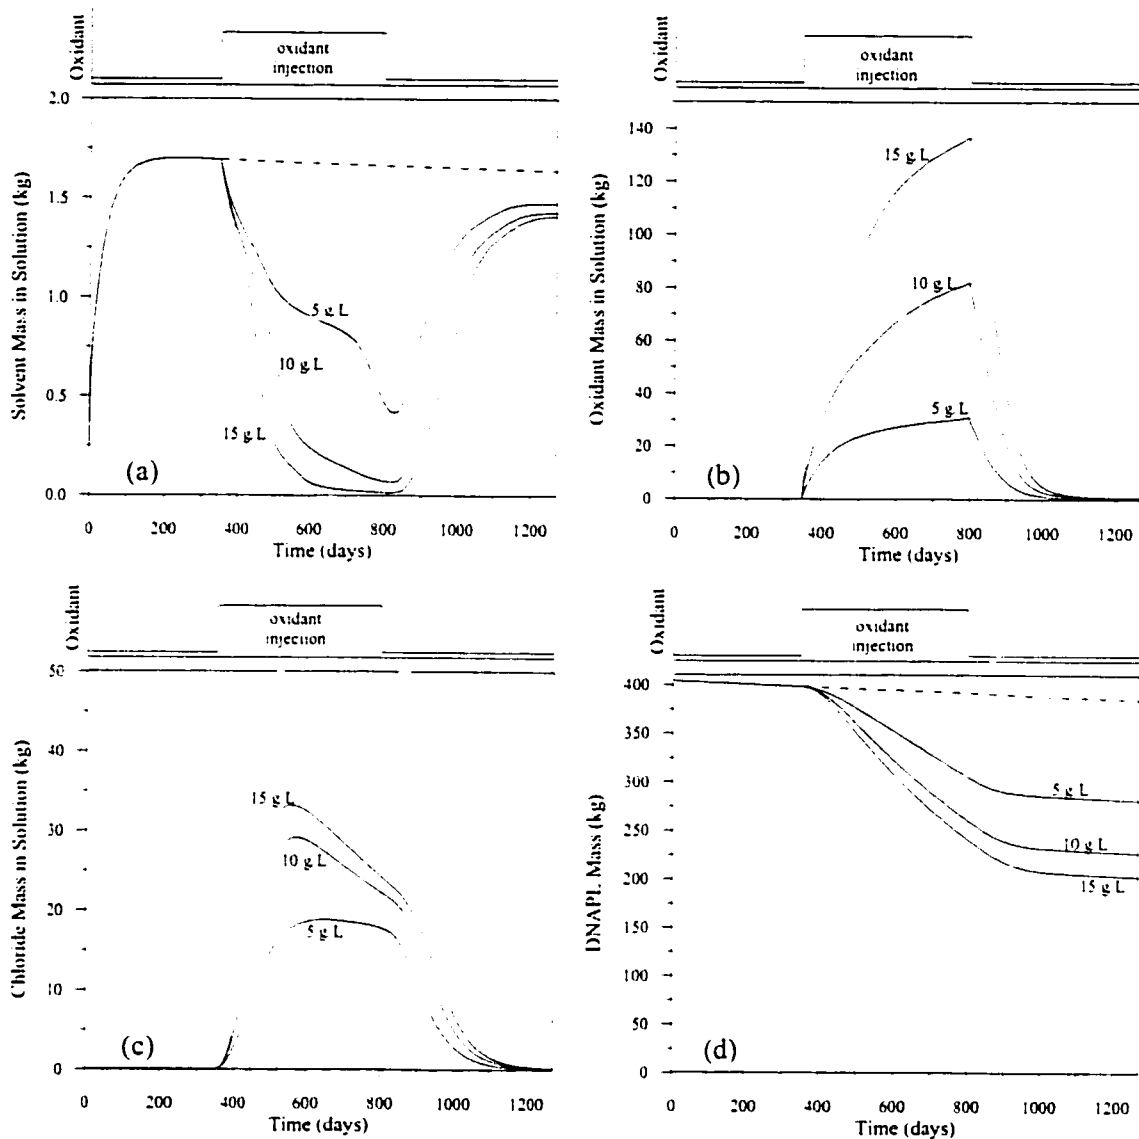 Oxidant
oxidant
injection
Solvent Mass in Solution (kg)
2.0
1.5
1.0
0.5
0.0
5 g L
10 g L
15 g L
(a)
0 200 400 600 800 1000 1200
Time (days)
Oxidant
oxidant
injection
Oxidant Mass in Solution (kg)
140
120
100
80
60
40
20
0
15 g L
10 g L
5 g L
(b)
0 200 400 600 800 1000 1200
Time (days)
Oxidant
oxidant
injection
Chloride Mass in Solution (kg)
50
40
30
20
10
0
15 g L
10 g L
5 g L
(c)
0 200 400 600 800 1000 1200
Time (days)
Oxidant
oxidant
injection
DNAPL Mass (kg)
400
350
300
250
200
150
100
50
0
5 g L
10 g L
15 g L
(d)
0 200 400 600 800 1000 1200
Time (days)